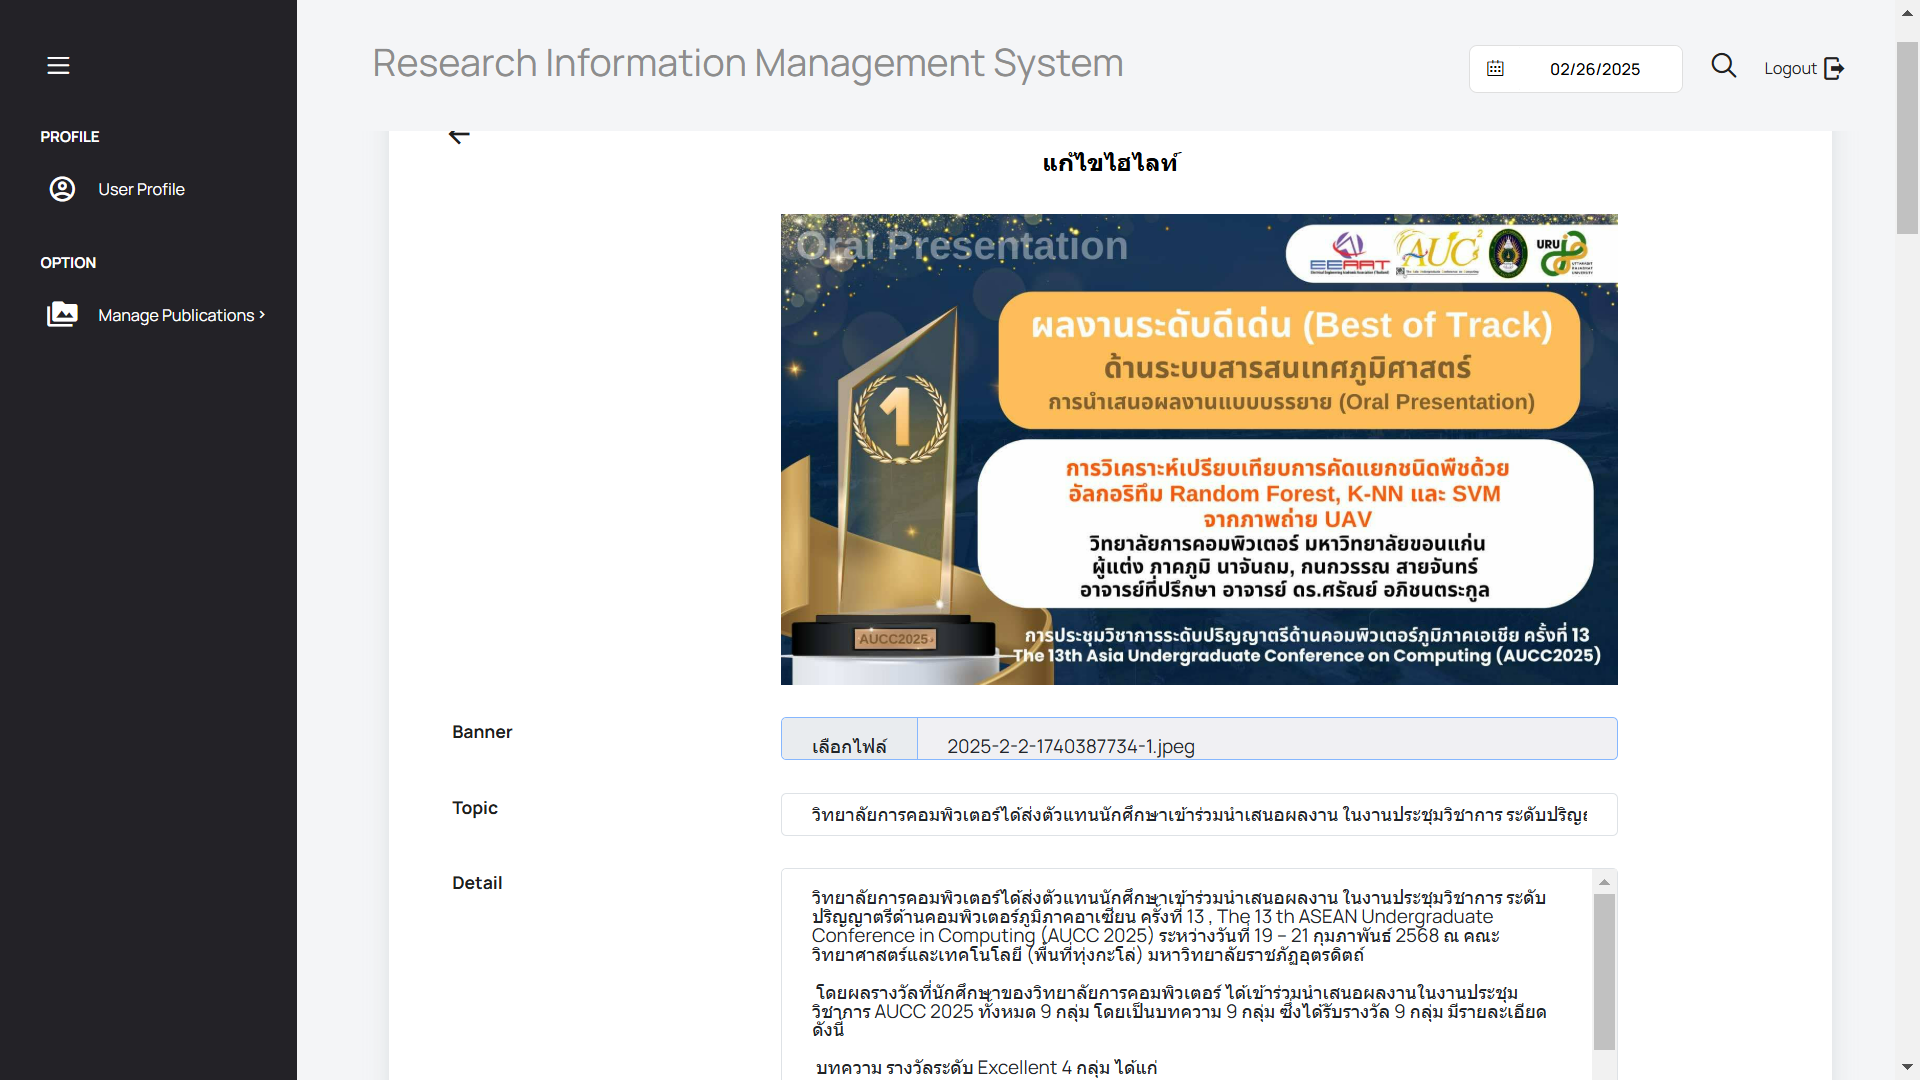 Research Information Management System
02/26/2025
Logout
PROFILE
User Profile
OPTION
Manage Publications
แก้ไขไฮไลท์
Oral Presentation
EEAAT
AUC2
URU
ผลงานระดับดีเด่น (Best of Track)
ด้านระบบสารสนเทศภูมิศาสตร์
การนำเสนอผลงานแบบบรรยาย (Oral Presentation)
1
การวิเคราะห์เปรียบเทียบการคัดแยกชนิดพืชด้วย
อัลกอริทึม Random Forest, K-NN และ SVM
จากภาพถ่าย UAV
วิทยาลัยการคอมพิวเตอร์ มหาวิทยาลัยขอนแก่น
ผู้แต่ง ภาคภูมิ นาจันถม, กนกวรรณ สายจันทร์
อาจารย์ที่ปรึกษา อาจารย์ ดร.ศรัณย์ อภิชนตระกูล
AUCC2025
การประชุมวิชาการระดับปริญญาตรีด้านคอมพิวเตอร์ภูมิภาคเอเชีย ครั้งที่ 13
The 13th Asia Undergraduate Conference on Computing (AUCC2025)
Banner
เลือกไฟล์
2025-2-2-1740387734-1.jpeg
Topic
วิทยาลัยการคอมพิวเตอร์ได้ส่งตัวแทนนักศึกษาเข้าร่วมนำเสนอผลงาน ในงานประชุมวิชาการ ระดับปริญ
Detail
วิทยาลัยการคอมพิวเตอร์ได้ส่งตัวแทนนักศึกษาเข้าร่วมนำเสนอผลงาน ในงานประชุมวิชาการ ระดับ
ปริญญาตรีด้านคอมพิวเตอร์ภูมิภาคอาเซียน ครั้งที่ 13 , The 13 th ASEAN Undergraduate
Conference in Computing (AUCC 2025) ระหว่างวันที่ 19 – 21 กุมภาพันธ์ 2568 ณ คณะ
วิทยาศาสตร์และเทคโนโลยี (พื้นที่ทุ่งกะโล่) มหาวิทยาลัยราชภัฏอุตรดิตถ์
โดยผลรางวัลที่นักศึกษาของวิทยาลัยการคอมพิวเตอร์ ได้เข้าร่วมนำเสนอผลงานในงานประชุม
วิชาการ AUCC 2025 ทั้งหมด 9 กลุ่ม โดยเป็นบทความ 9 กลุ่ม ซึ่งได้รับรางวัล 9 กลุ่ม มีรายละเอียด
ดังนี้
บทความ รางวัลระดับ Excellent 4 กลุ่ม ได้แก่